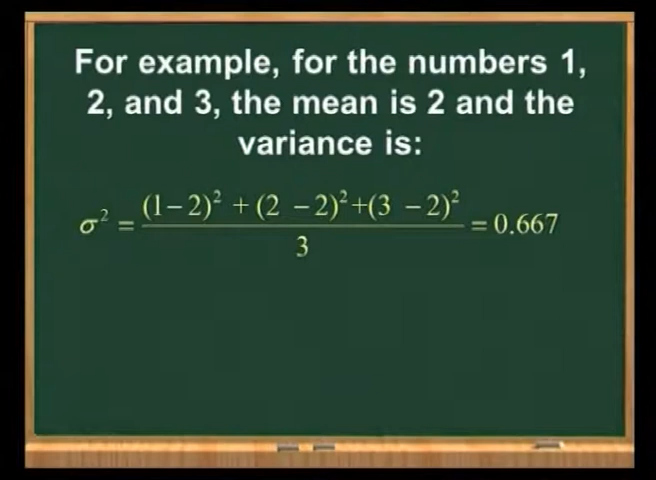 For example, for the numbers 1,
2, and 3, the mean is 2 and the
variance is:
σ² = (1 – 2)² + (2 – 2)² + (3 – 2)² / 3 = 0.667